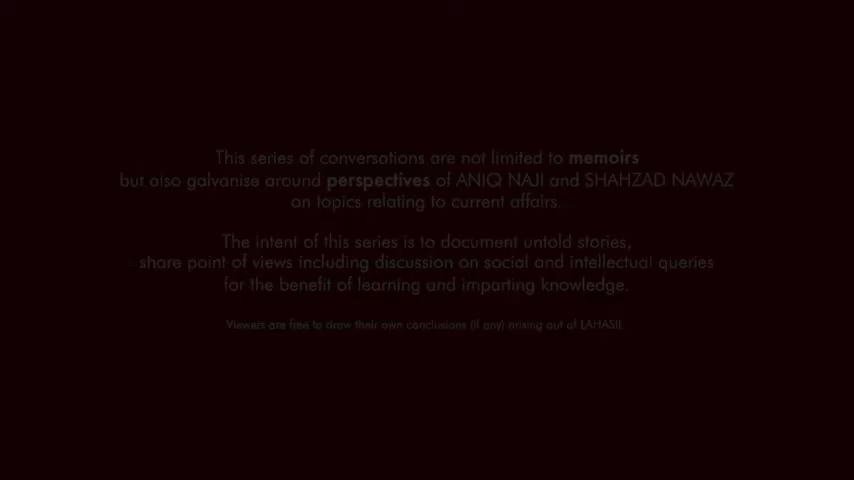 This series of conversations are not limited to memoirs
but also galvanise around perspectives of ANIQ NAJI and SHAHZAD NAWAZ
on topics relating to current affairs...
The intent of this series is to document untold stories,
share point of views including discussion on social and intellectual queries
for the benefit of learning and imparting knowledge.
Viewers are free to draw their own conclusions (if any) arising out of LAHASIL